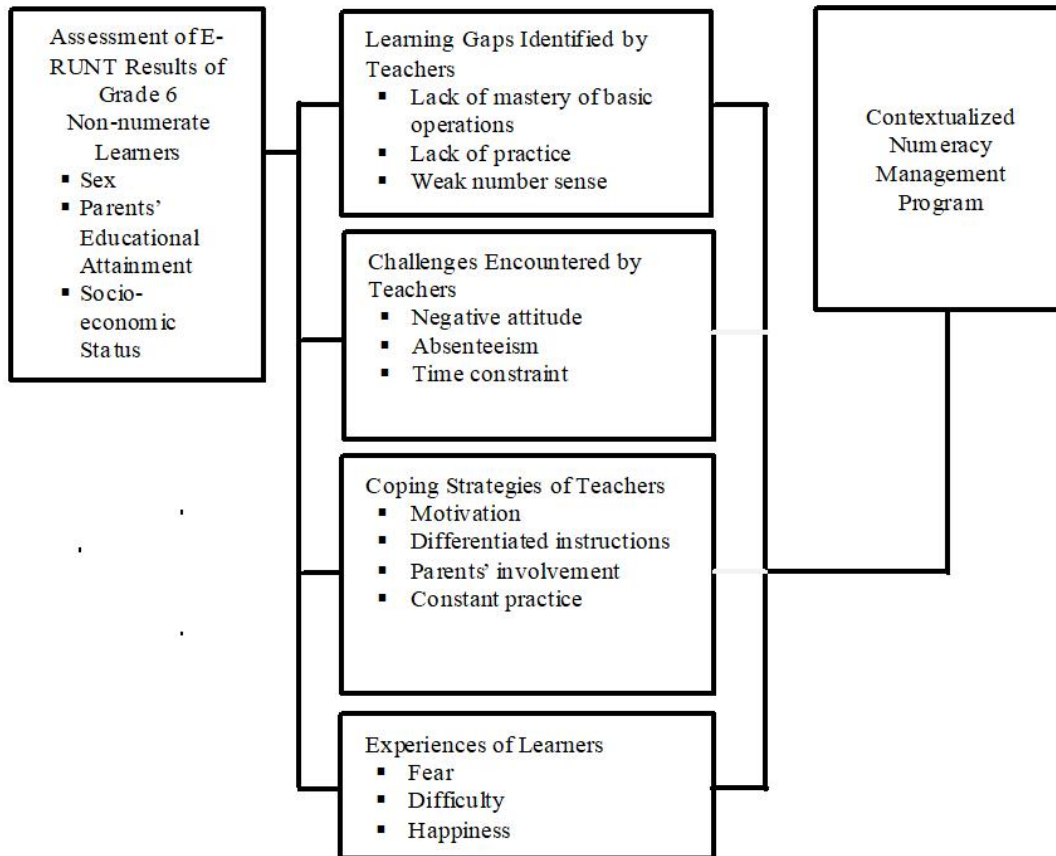 Assessment of E-
RUNT Results of
Grade 6
Non-numerate
Learners
▪ Sex
▪ Parents’
Educational
Attainment
▪ Socio-
economic
Status
Learning Gaps Identified by
Teachers
▪ Lack of mastery of basic
operations
▪ Lack of practice
▪ Weak number sense
Challenges Encountered by
Teachers
▪ Negative attitude
▪ Absenteeism
▪ Time constraint
Coping Strategies of Teachers
▪ Motivation
▪ Differentiated instructions
▪ Parents’ involvement
▪ Constant practice
Experiences of Learners
▪ Fear
▪ Difficulty
▪ Happiness
Contextualized
Numeracy
Management
Program